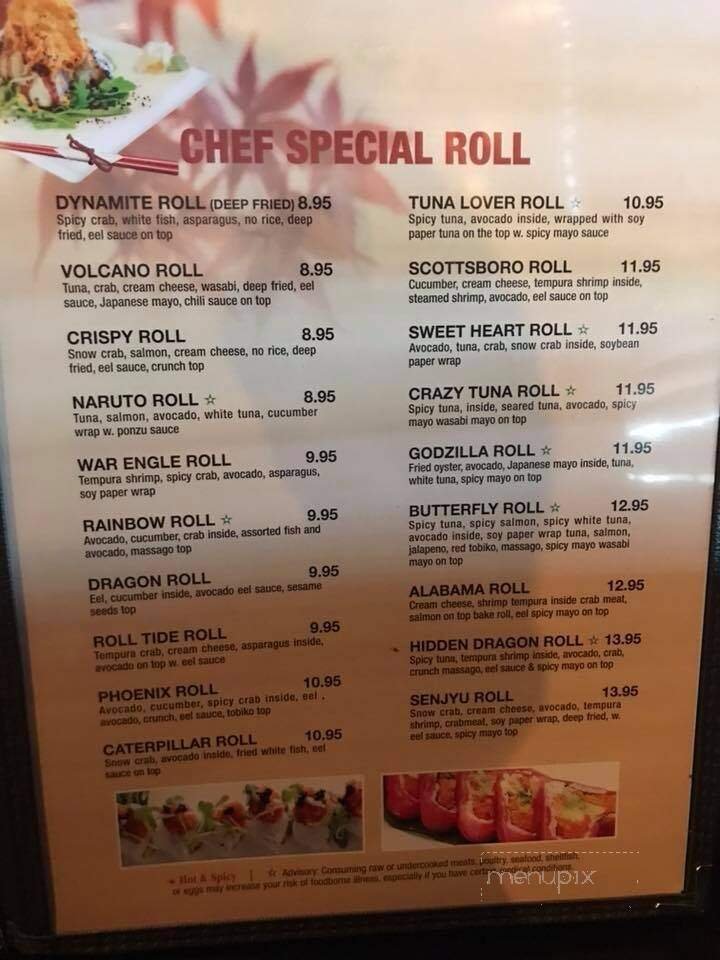 CHEF SPECIAL ROLL
DYNAMITE ROLL (DEEP FRIED) 8.95
Spicy crab, white fish, asparagus, no rice, deep
fried, eel sauce on top
VOLCANO ROLL 8.95
Tuna, crab, cream cheese, wasabi, deep fried, eel
sauce, Japanese mayo, chili sauce on top
CRISPY ROLL 8.95
Snow crab, salmon, cream cheese, no rice, deep
fried, eel sauce, crunch top
NARUTO ROLL ☆ 8.95
Tuna, salmon, avocado, white tuna, cucumber
wrap w. ponzu sauce
WAR ENGLE ROLL 9.95
Tempura shrimp, spicy crab, avocado, asparagus,
soy paper wrap
RAINBOW ROLL ☆ 9.95
Avocado, cucumber, crab inside, assorted fish and
avocado, massago top
DRAGON ROLL 9.95
Eel, cucumber inside, avocado eel sauce, sesame
seeds top
ROLL TIDE ROLL 9.95
Tempura crab, cream cheese, asparagus inside,
avocado on top w. eel sauce
PHOENIX ROLL 10.95
Avocado, cucumber, spicy crab inside, eel ,
avocado, crunch, eel sauce, tobiko top
CATERPILLAR ROLL 10.95
Snow crab, avocado inside, fried white fish, eel
sauce on top
TUNA LOVER ROLL ☆ 10.95
Spicy tuna, avocado inside, wrapped with soy
paper tuna on the top w. spicy mayo sauce
SCOTTSBORO ROLL 11.95
Cucumber, cream cheese, tempura shrimp inside,
steamed shrimp, avocado, eel sauce on top
SWEET HEART ROLL ☆ 11.95
Avocado, tuna, crab, snow crab inside, soybean
paper wrap
CRAZY TUNA ROLL ☆ 11.95
Spicy tuna, inside, seared tuna, avocado, spicy
mayo wasabi mayo on top
GODZILLA ROLL ☆ 11.95
Fried oyster, avocado, Japanese mayo inside, tuna,
white tuna, spicy mayo on top
BUTTERFLY ROLL ☆ 12.95
Spicy tuna, spicy salmon, spicy white tuna,
avocado inside, soy paper wrap tuna, salmon,
jalapeno, red tobiko, massago, spicy mayo wasabi
mayo on top
ALABAMA ROLL 12.95
Cream cheese, shrimp tempura inside crab meat,
salmon on top bake roll, eel spicy mayo on top
HIDDEN DRAGON ROLL ☆ 13.95
Spicy tuna, tempura shrimp inside, avocado, crab,
crunch massago, eel sauce & spicy mayo on top
SENJYU ROLL 13.95
Snow crab, cream cheese, avocado, tempura
shrimp, crabmeat, soy paper wrap, deep fried, w.
eel sauce, spicy mayo top
Hot & Spicy | ☆ Advisory: Consuming raw or undercooked meats, poultry, seafood, shellfish,
or eggs may increase your risk of foodborne illness, especially if you have certain medical conditions.
menupix